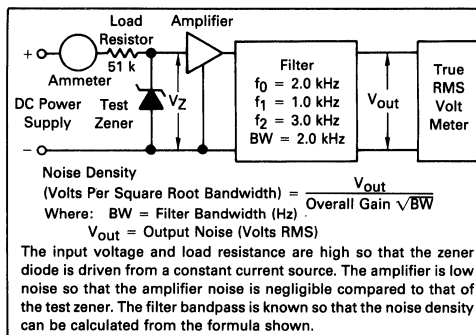 Load
Resistor
51 k
Amplifier
+
Ammeter
DC Power
Supply
–
Test
Zener
VZ
Filter
f0 = 2.0 kHz
f1 = 1.0 kHz
f2 = 3.0 kHz
BW = 2.0 kHz
Vout
True
RMS
Volt
Meter
Noise Density
(Volts Per Square Root Bandwidth) = Vout / Overall Gain √BW
Where: BW = Filter Bandwidth (Hz)
Vout = Output Noise (Volts RMS)
The input voltage and load resistance are high so that the zener
diode is driven from a constant current source. The amplifier is low
noise so that the amplifier noise is negligible compared to that of
the test zener. The filter bandpass is known so that the noise density
can be calculated from the formula shown.